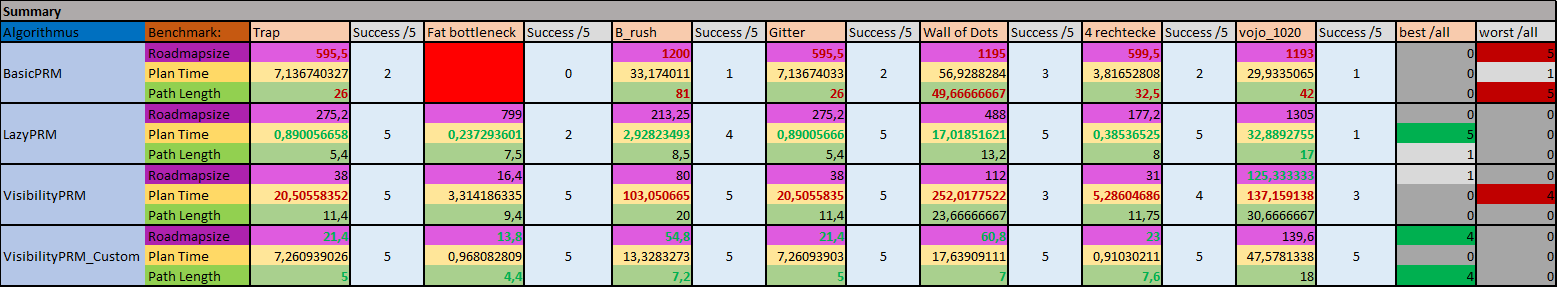 Summary
Algorithmus Benchmark: Trap Success /5 Fat bottleneck Success /5 B_rush Success /5 Gitter Success /5 Wall of Dots Success /5 4 rechtecke Success /5 vojo_1020 Success /5 best /all worst /all
Roadmapsize 595,5 1200 595,5 1195 599,5 1193 0 5
BasicPRM Plan Time 7,136740327 2 0 33,174011 1 7,13674033 2 56,9288284 3 3,81652808 2 29,9335065 1 0 1
Path Length 26 81 26 49,66666667 32,5 42 0 5
Roadmapsize 275,2 799 213,25 275,2 488 177,2 1305 0 0
LazyPRM Plan Time 0,890056658 5 0,237293601 2 2,92823493 4 0,89005666 5 17,01851621 5 0,38536525 5 32,8892755 1 5 0
Path Length 5,4 7,5 8,5 5,4 13,2 8 17 1 0
Roadmapsize 38 16,4 80 38 112 31 125,333333 1 0
VisibilityPRM Plan Time 20,50558352 5 3,314186335 5 103,050665 5 20,5055835 5 252,0177522 3 5,28604686 4 137,159138 3 0 4
Path Length 11,4 9,4 20 11,4 23,66666667 11,75 30,6666667 0 0
Roadmapsize 21,4 13,8 54,8 21,4 60,8 23 139,6 4 0
VisibilityPRM_Custom Plan Time 7,260939026 5 0,968082809 5 13,3283273 5 7,26093903 5 17,63909111 5 0,91030211 5 47,5781338 5 0 0
Path Length 5 4,4 7,2 5 7 7,6 18 4 0